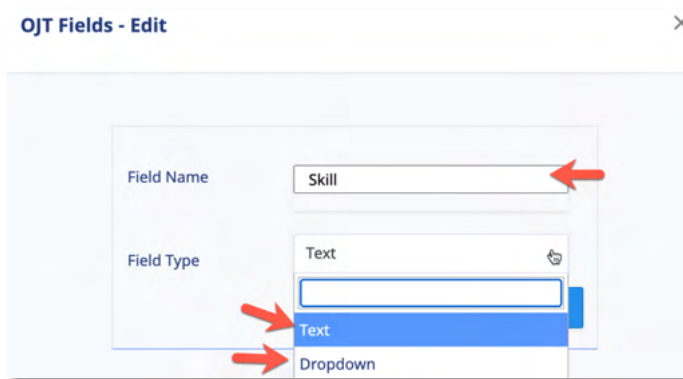 OJT Fields - Edit
Field Name
Skill
Field Type
Text
Text
Dropdown